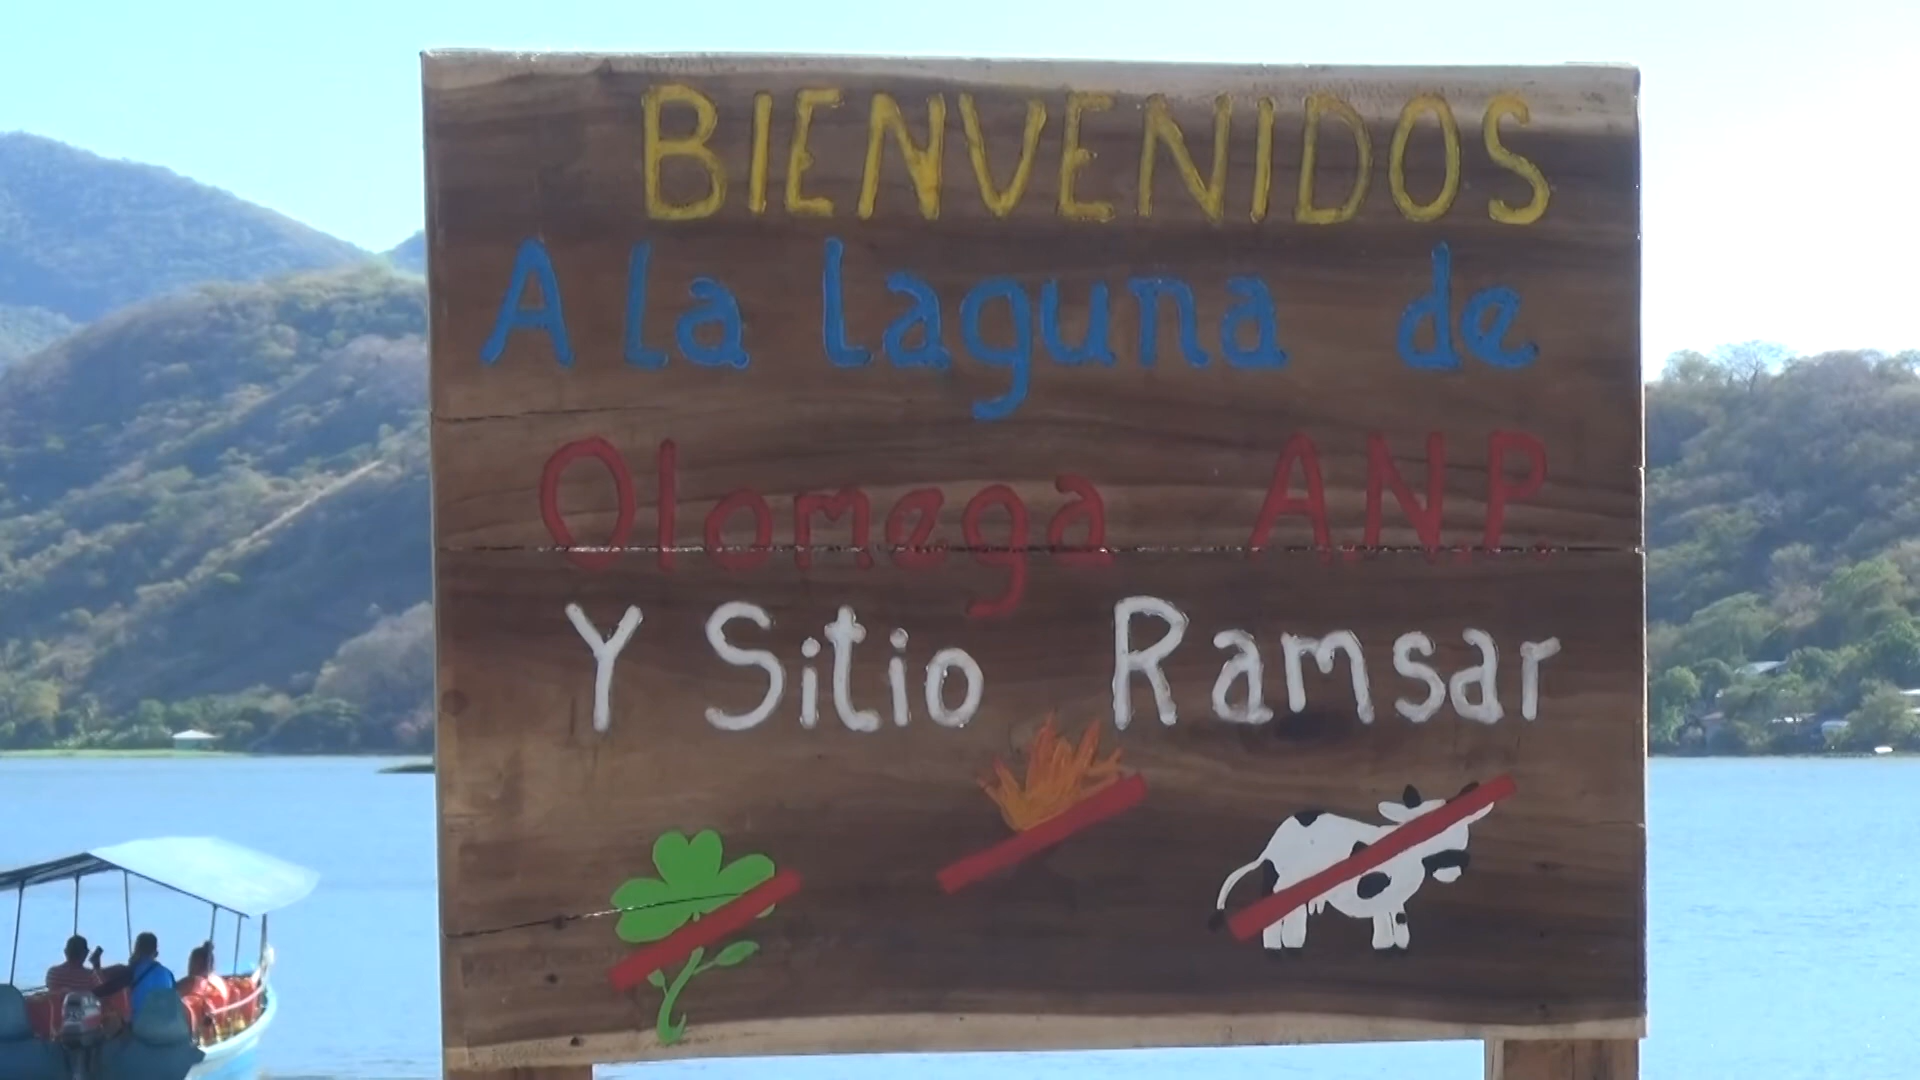 BIENVENIDOS
A la laguna de
Olomega A.N.P.
Y Sitio Ramsar